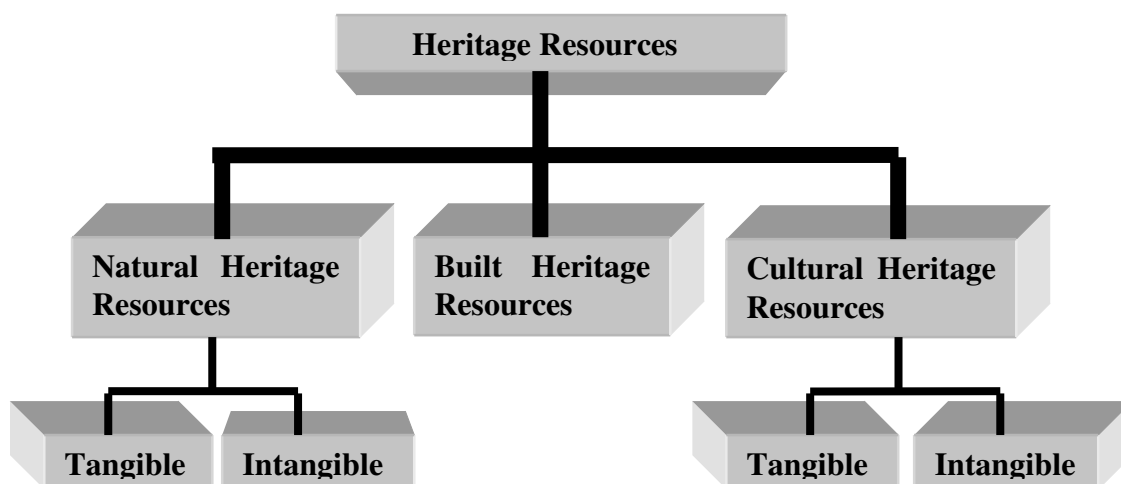 Heritage Resources
Natural Heritage
Resources
Built Heritage
Resources
Cultural Heritage
Resources
Tangible
Intangible
Tangible
Intangible